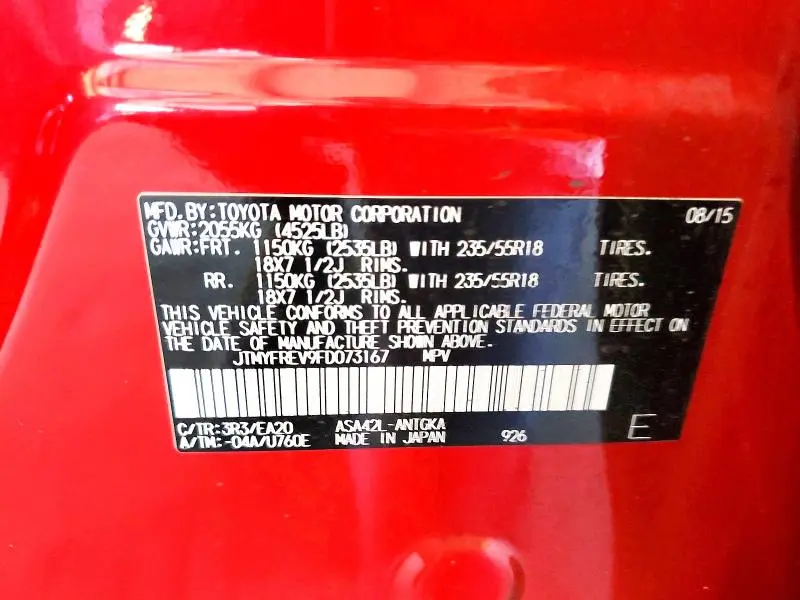 MFD.BY:TOYOTA MOTOR CORPORATION 08/15
GVWR:2055KG (4525LB)
GAWR:FRT. 1150KG (2535LB) WITH 235/55R18 TIRES.
18X7 1/2J RIMS.
RR. 1150KG (2535LB) WITH 235/55R18 TIRES.
18X7 1/2J RIMS.
THIS VEHICLE CONFORMS TO ALL APPLICABLE FEDERAL MOTOR
VEHICLE SAFETY AND THEFT PREVENTION STANDARDS IN EFFECT ON
THE DATE OF MANUFACTURE SHOWN ABOVE.
JTMYFREV9FD073167 MPV
C/TR:3R3/EA20 ASA42L-ANTGKA
A/TM:-04A/U760E MADE IN JAPAN 926 E